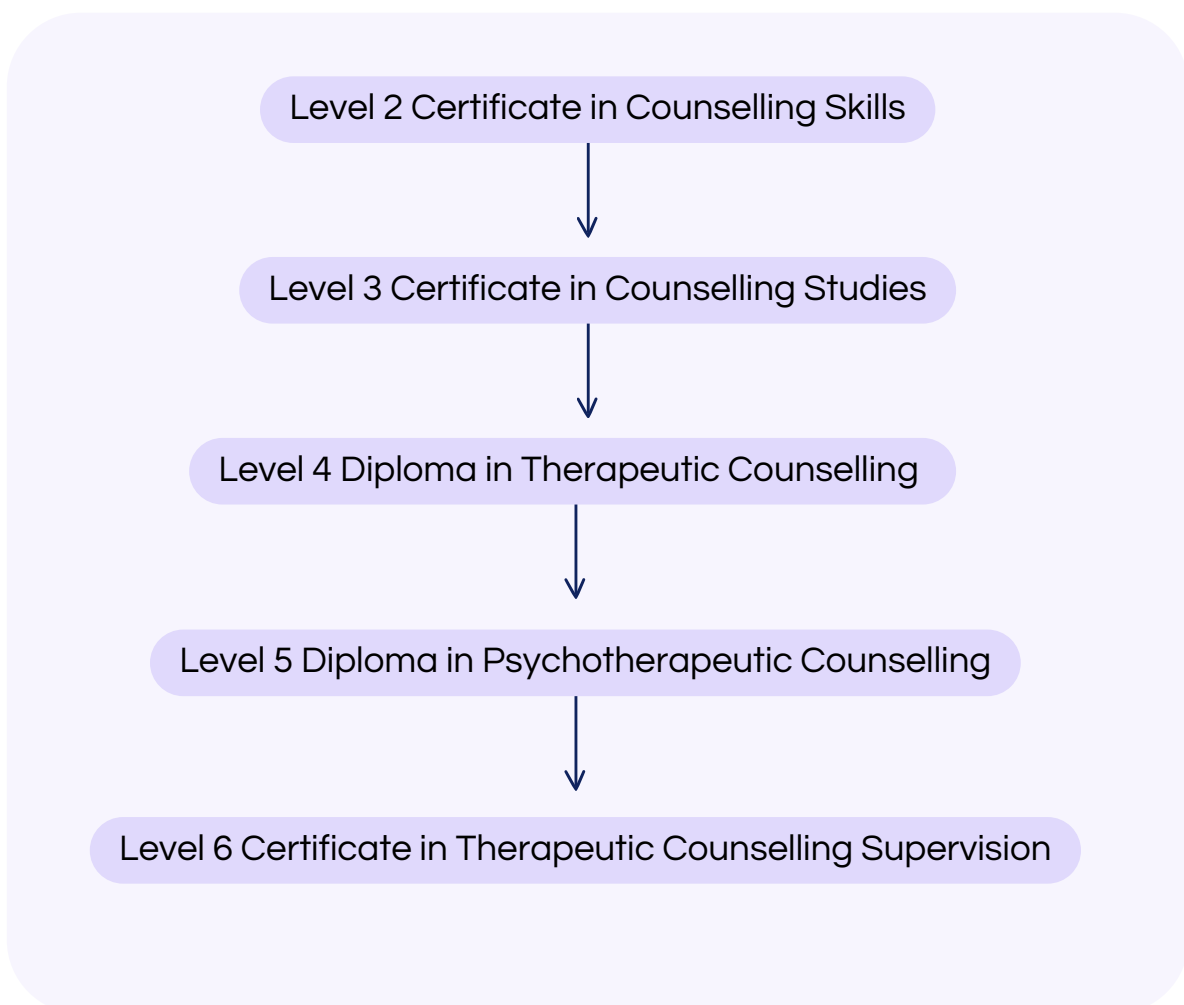 Level 2 Certificate in Counselling Skills
Level 3 Certificate in Counselling Studies
Level 4 Diploma in Therapeutic Counselling
Level 5 Diploma in Psychotherapeutic Counselling
Level 6 Certificate in Therapeutic Counselling Supervision